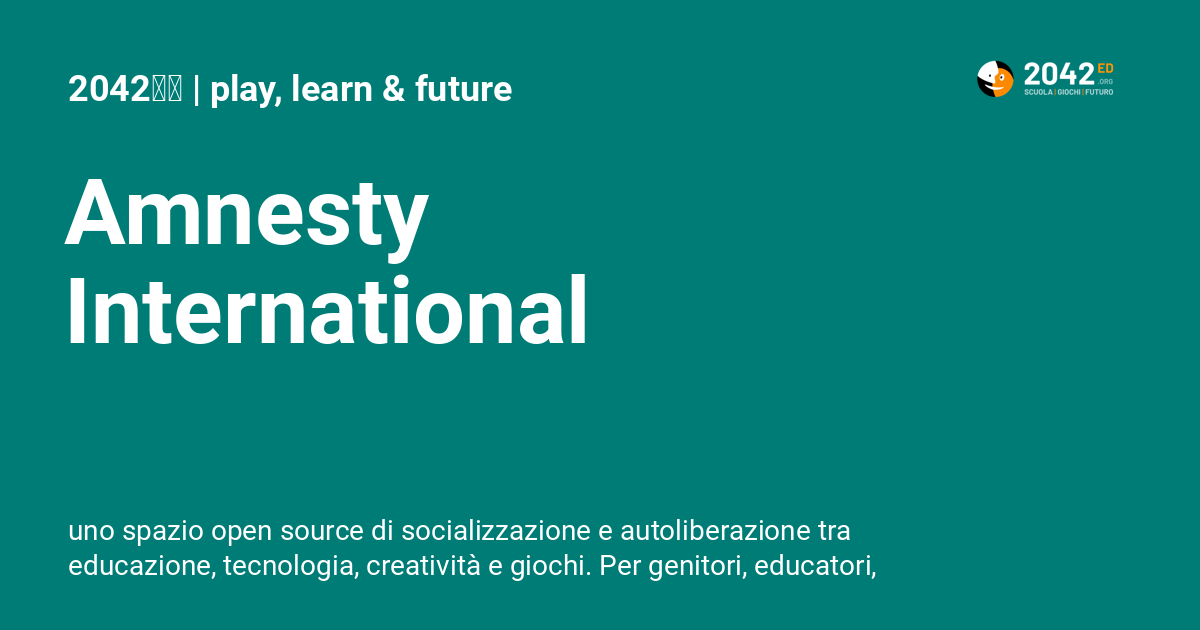 2042 | play, learn & future
2042 ED
.ORG
SCUOLA | GIOCHI | FUTURO
Amnesty
International
uno spazio open source di socializzazione e autoliberazione tra
educazione, tecnologia, creatività e giochi. Per genitori, educatori,